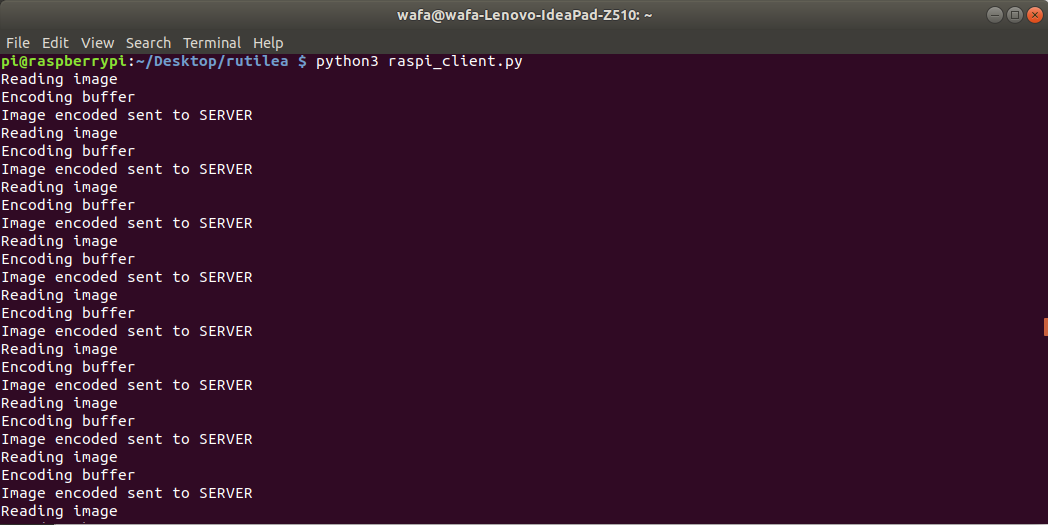 wafa@wafa-Lenovo-IdeaPad-Z510: ~
File Edit View Search Terminal Help
pi@raspberrypi:~/Desktop/rutilea $ python3 raspi_client.py
Reading image
Encoding buffer
Image encoded sent to SERVER
Reading image
Encoding buffer
Image encoded sent to SERVER
Reading image
Encoding buffer
Image encoded sent to SERVER
Reading image
Encoding buffer
Image encoded sent to SERVER
Reading image
Encoding buffer
Image encoded sent to SERVER
Reading image
Encoding buffer
Image encoded sent to SERVER
Reading image
Encoding buffer
Image encoded sent to SERVER
Reading image
Encoding buffer
Image encoded sent to SERVER
Reading image